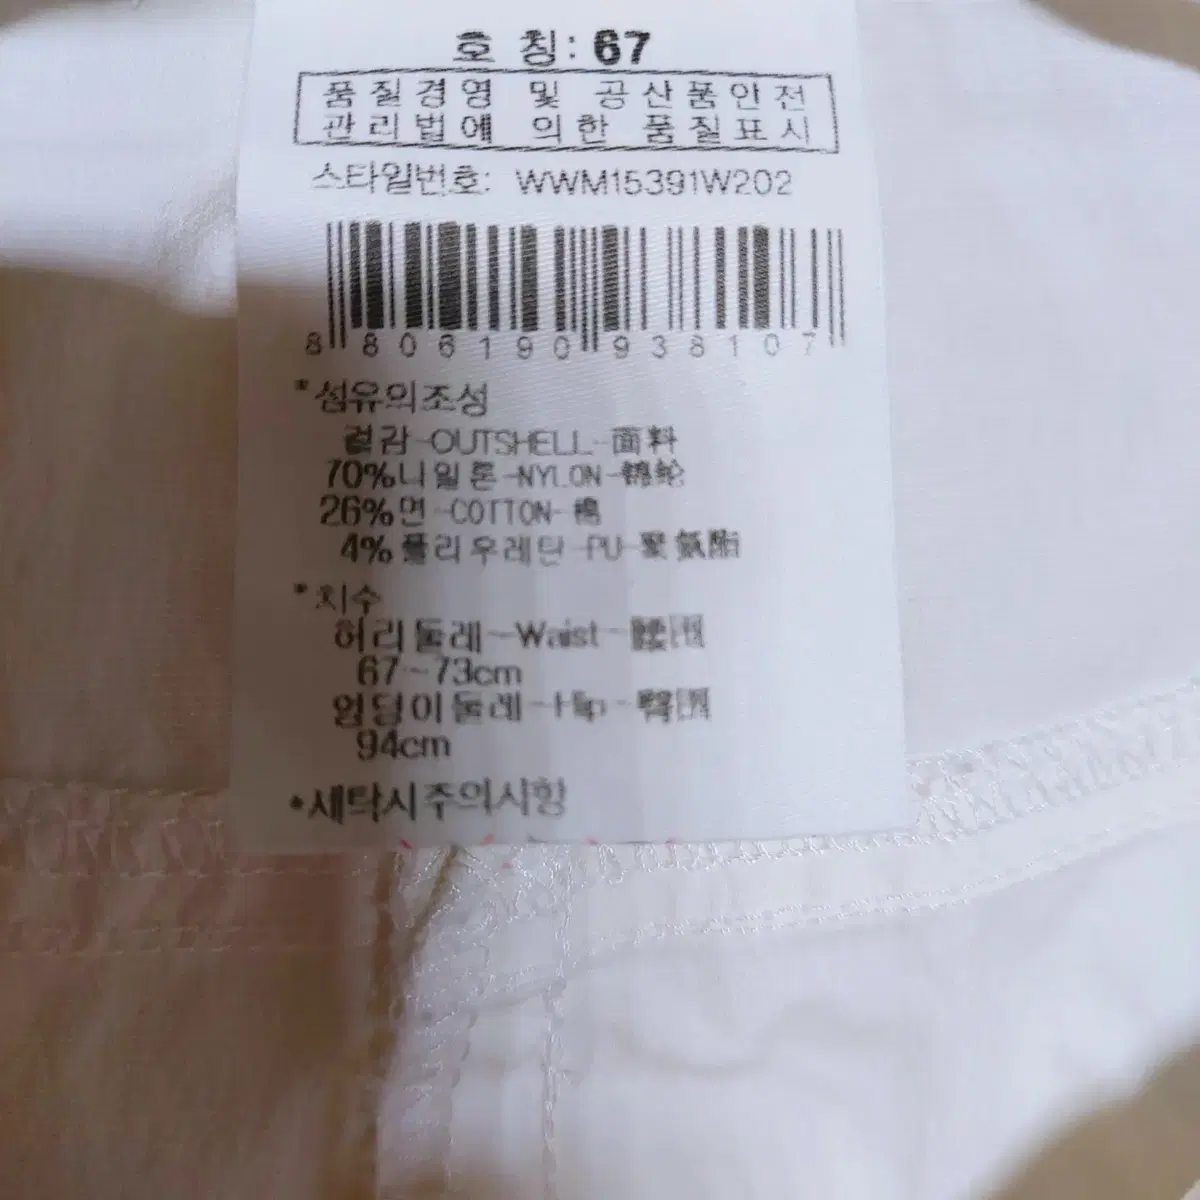 호 칭: 67
품질경영 및 공산품안전
관리법에 의한 품질표시
스타일번호: WWM15391W202
8 806190 938107
*섬유의조성
겉감-OUTSHELL-面料
70%나일론-NYLON-錦綸
26%면-COTTON-棉
4%폴리우레탄-PU-聚氨酯
*치수
허리둘레-Waist-腰围
67~73cm
엉덩이둘레-Hip-臀围
94cm
*세탁시주의사항